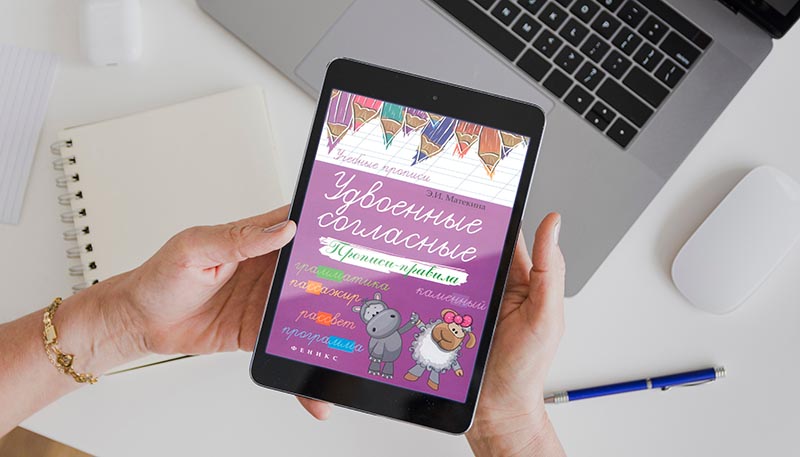 Учебные прописи
Э.И. Матекина
Удвоенные
согласные
Прописи-правила
грамматика
каменный
пассажир
рассвет
программа
ФЕНИКС